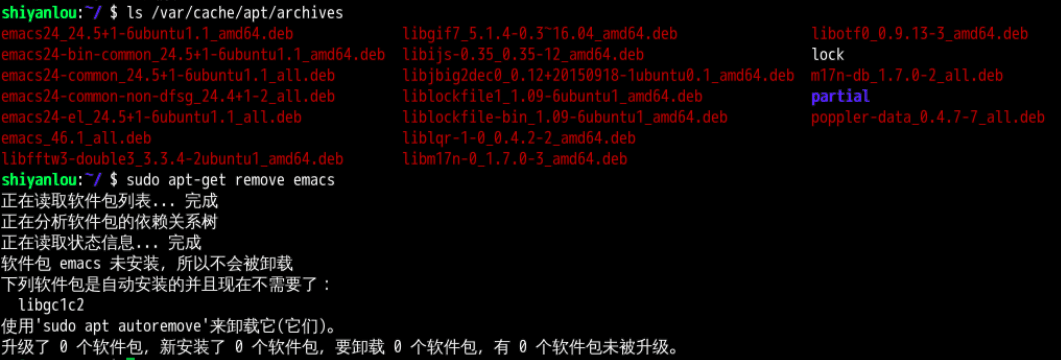 shiyanlou:~/ $ ls /var/cache/apt/archives
emacs24_24.5+1-6ubuntu1.1_amd64.deb libgif7_5.1.4-0.3~16.04_amd64.deb libotf0_0.9.13-3_amd64.deb
emacs24-bin-common_24.5+1-6ubuntu1.1_amd64.deb libijs-0.35_0.35-12_amd64.deb lock
emacs24-common_24.5+1-6ubuntu1.1_all.deb libjbig2dec0_0.12+20150918-1ubuntu0.1_amd64.deb m17n-db_1.7.0-2_all.deb
emacs24-common-non-dfsg_24.4+1-2_all.deb liblockfile1_1.09-6ubuntu1_amd64.deb partial
emacs24-el_24.5+1-6ubuntu1.1_all.deb liblockfile-bin_1.09-6ubuntu1_amd64.deb poppler-data_0.4.7-7_all.deb
emacs_46.1_all.deb liblqr-1-0_0.4.2-2_amd64.deb
libfftw3-double3_3.3.4-2ubuntu1_amd64.deb libm17n-0_1.7.0-3_amd64.deb
shiyanlou:~/ $ sudo apt-get remove emacs
正在读取软件包列表... 完成
正在分析软件包的依赖关系树
正在读取状态信息... 完成
软件包 emacs 未安装, 所以不会被卸载
下列软件包是自动安装的并且现在不需要了：
libgc1c2
使用'sudo apt autoremove'来卸载它(它们)。
升级了 0 个软件包, 新安装了 0 个软件包, 要卸载 0 个软件包, 有 0 个软件包未被升级。